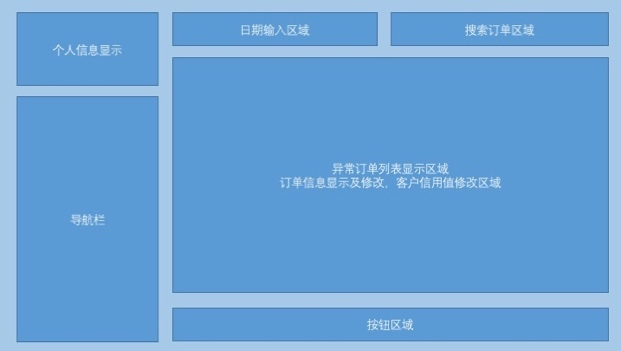 个人信息显示
日期输入区域
搜索订单区域
导航栏
异常订单列表显示区域
订单信息显示及修改、客户信用值修改区域
按钮区域